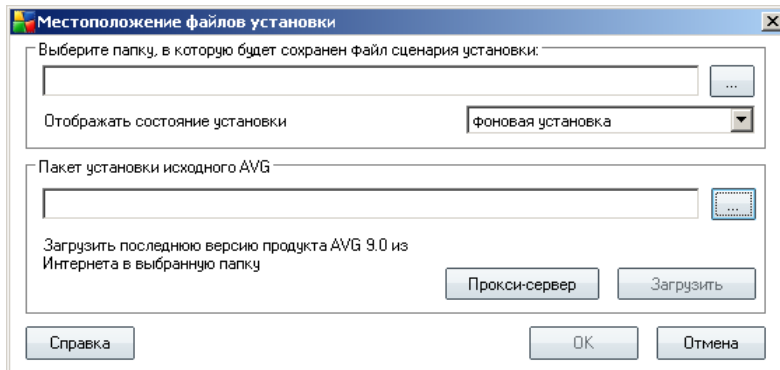 Местоположение файлов установки
Выберите папку, в которую будет сохранен файл сценария установки:
...
Отображать состояние установки
фоновая установка
Пакет установки исходного AVG
...
Загрузить последнюю версию продукта AVG 9.0 из
Интернета в выбранную папку
Прокси-сервер
Загрузить
Справка
OK
Отмена